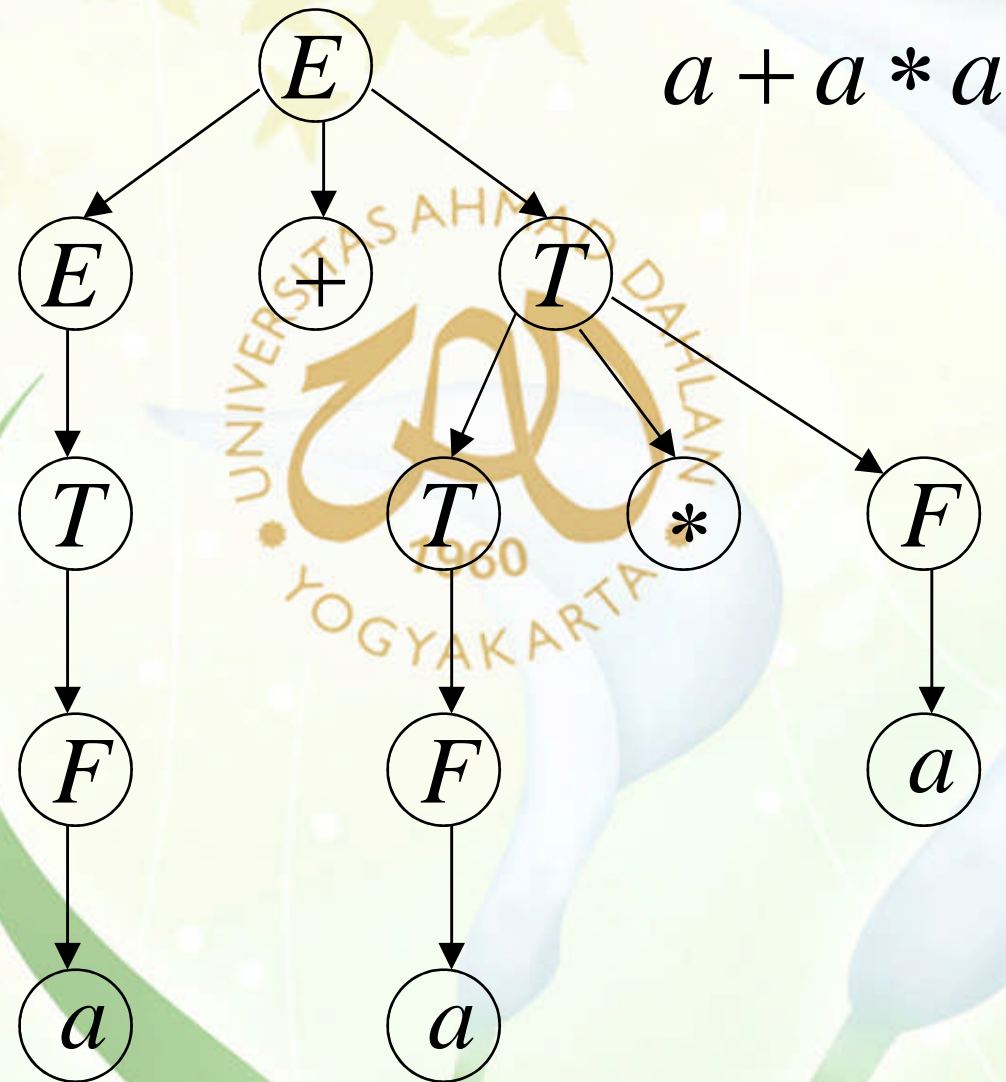 E
a + a * a
E + T
T T * F
F F a
a a
UNIVERSITAS AHMAD DAHLAN
1960
YOGYAKARTA